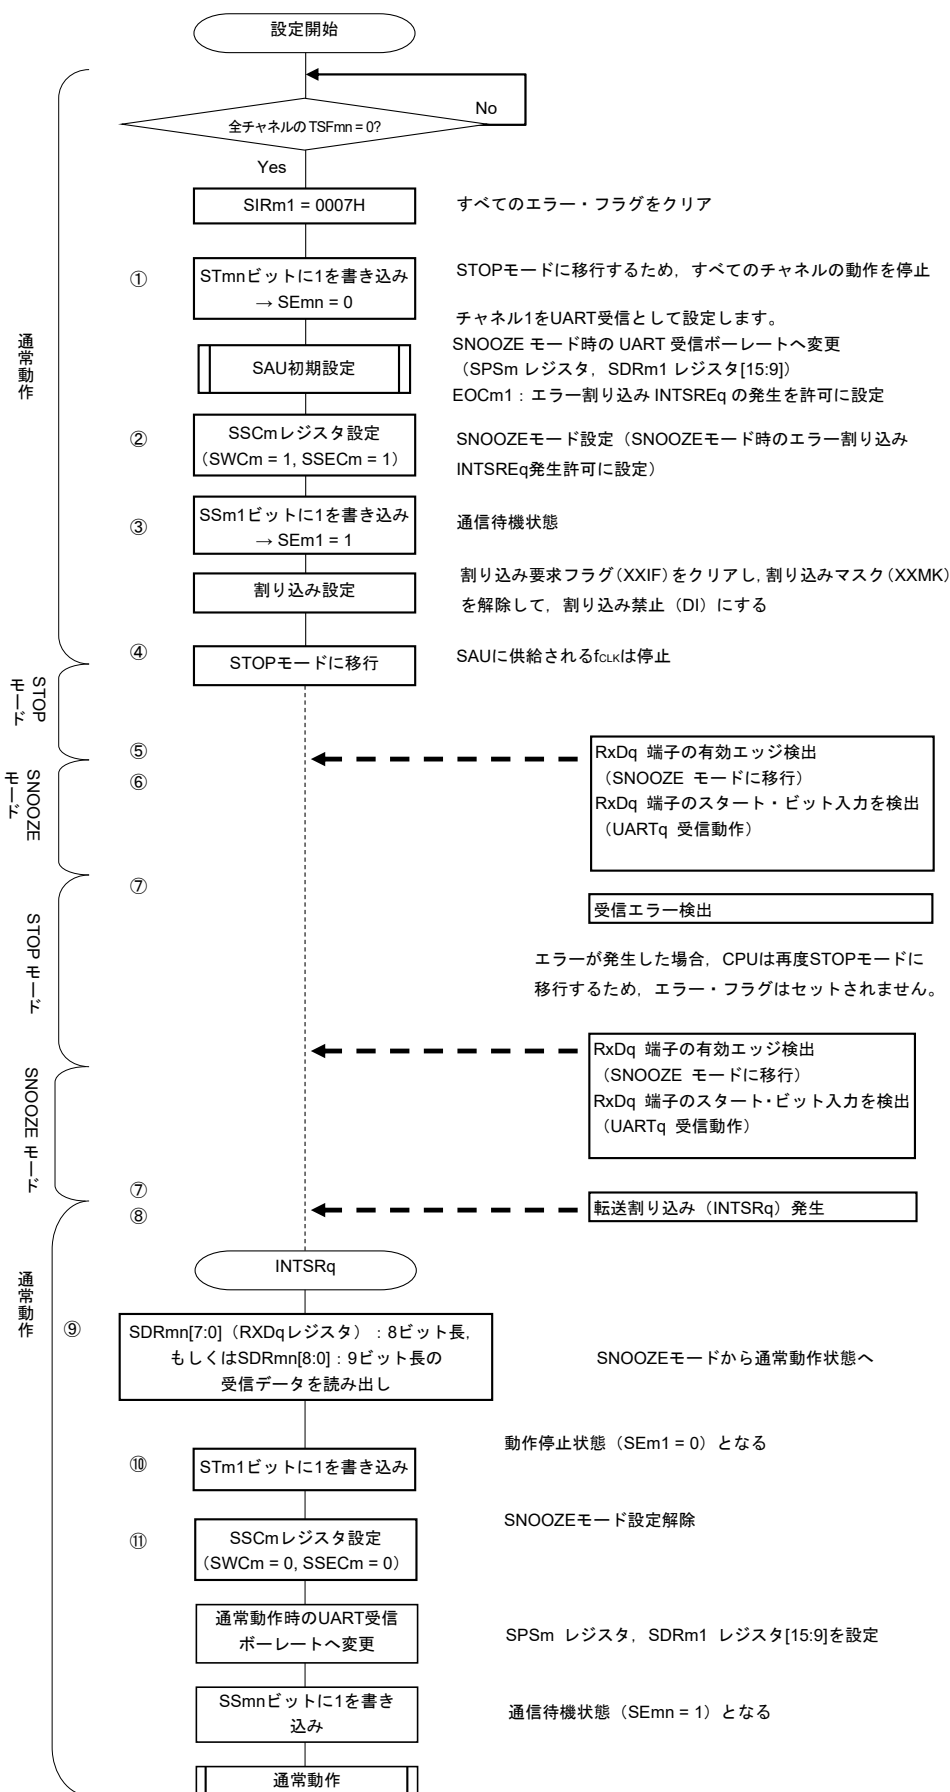 設定開始
No
全チャネルの TSFmn = 0?
Yes
SIRm1 = 0007H
すべてのエラー・フラグをクリア
①
STmnビットに1を書き込み
→ SEmn = 0
STOPモードに移行するため，すべてのチャネルの動作を停止
通常動作
SAU初期設定
チャネル1をUART受信として設定します。
SNOOZE モード時の UART 受信ボーレートへ変更
（SPSm レジスタ，SDRm1 レジスタ[15:9]）
EOCm1：エラー割り込み INTSREq の発生を許可に設定
②
SSCmレジスタ設定
（SWCm = 1, SSECm = 1）
SNOOZEモード設定（SNOOZEモード時のエラー割り込み
INTSREq発生許可に設定）
③
SSm1ビットに1を書き込み
→ SEm1 = 1
通信待機状態
割り込み設定
割り込み要求フラグ（XXIF）をクリアし，割り込みマスク（XXMK）
を解除して，割り込み禁止（DI）にする
④
STOPモードに移行
SAUに供給されるfCLKは停止
STOP
モード
⑤
⑥
RxDq 端子の有効エッジ検出
（SNOOZE モードに移行）
RxDq 端子のスタート・ビット入力を検出
（UARTq 受信動作）
SNOOZE
モード
⑦
受信エラー検出
STOP モード
エラーが発生した場合，CPUは再度STOPモードに
移行するため，エラー・フラグはセットされません。
RxDq 端子の有効エッジ検出
（SNOOZE モードに移行）
RxDq 端子のスタート・ビット入力を検出
（UARTq 受信動作）
SNOOZE モード
⑦
⑧
転送割り込み（INTSRq）発生
INTSRq
通常動作
⑨
SDRmn[7:0]（RXDqレジスタ）：8ビット長，
もしくはSDRmn[8:0]：9ビット長の
受信データを読み出し
SNOOZEモードから通常動作状態へ
⑩
STm1ビットに1を書き込み
動作停止状態（SEm1 = 0）となる
⑪
SSCmレジスタ設定
（SWCm = 0, SSECm = 0）
SNOOZEモード設定解除
通常動作時のUART受信
ボーレートへ変更
SPSm レジスタ，SDRm1 レジスタ[15:9]を設定
SSmnビットに1を書き
込み
通信待機状態（SEmn = 1）となる
通常動作